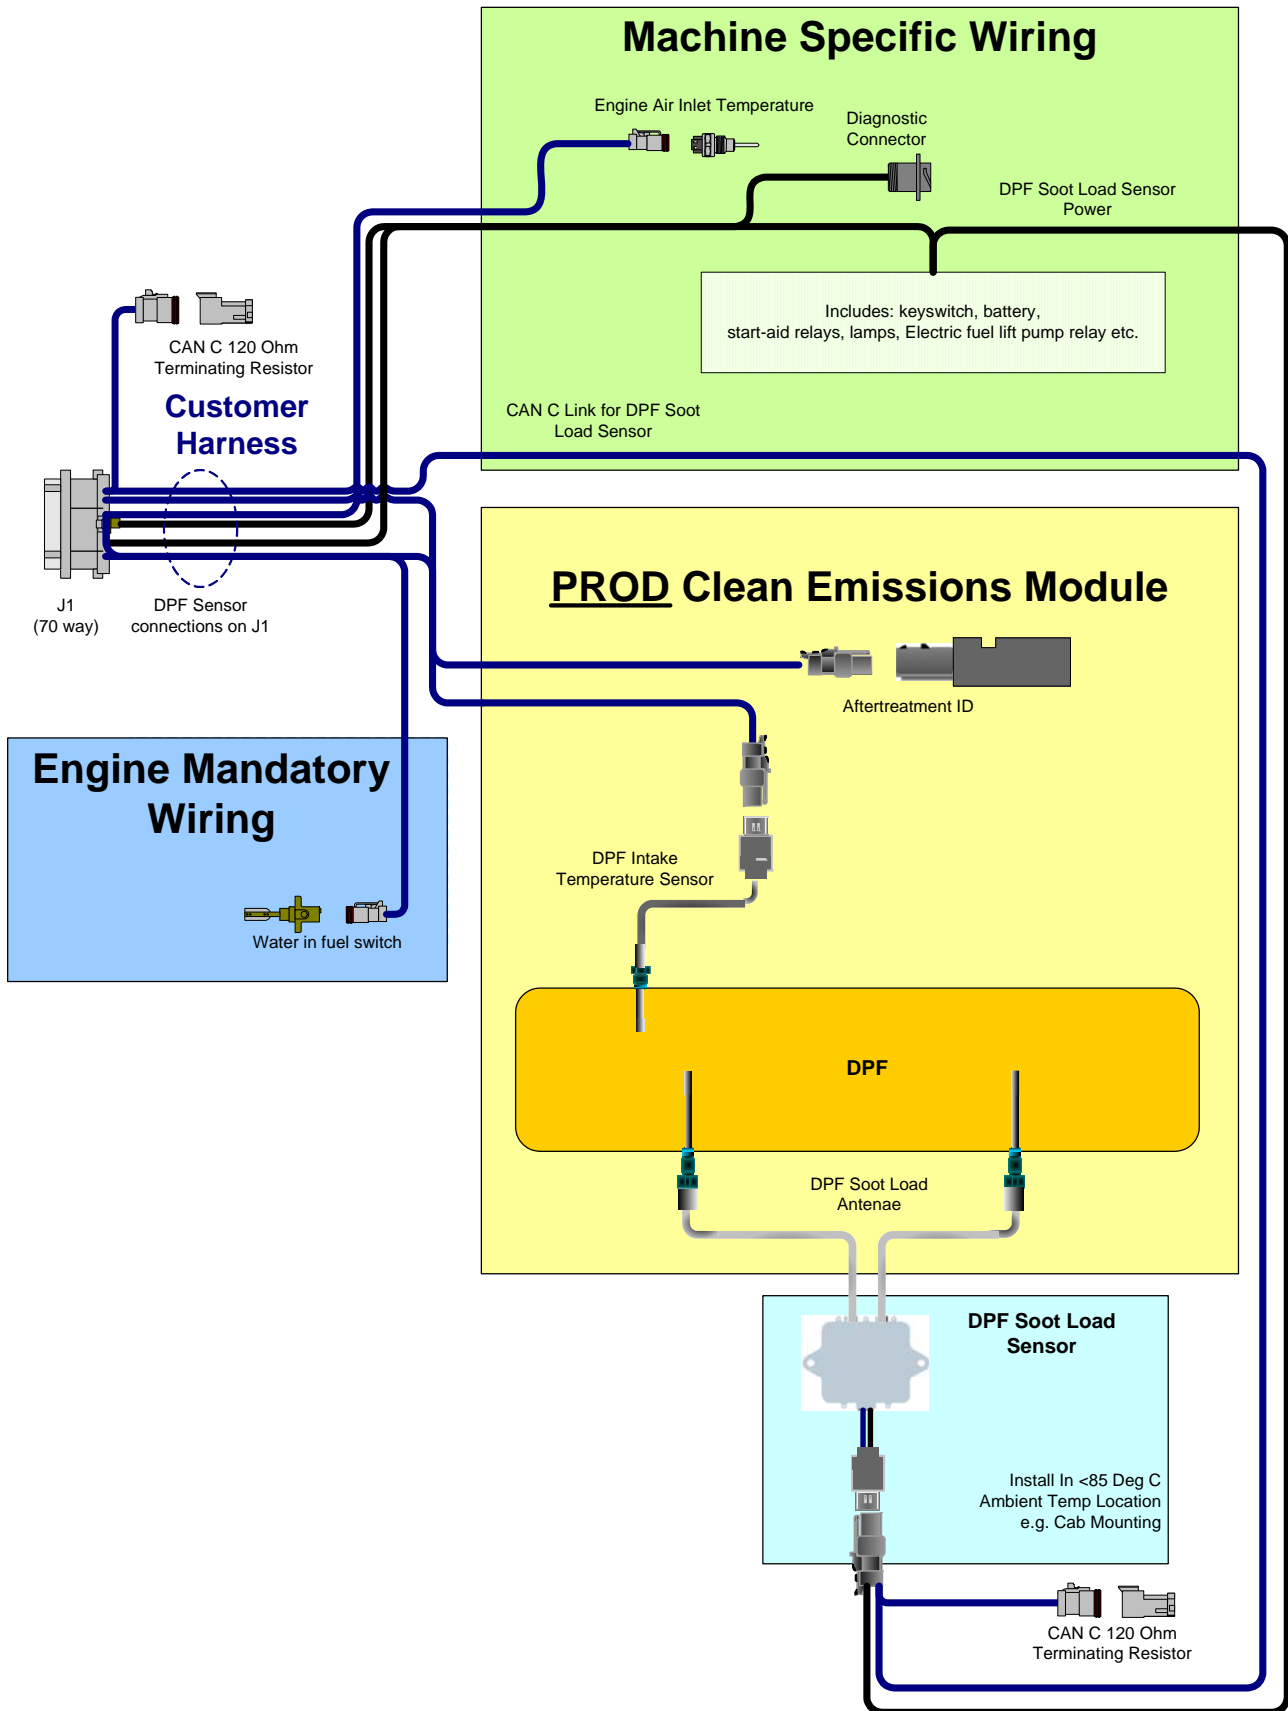 Machine Specific Wiring
Engine Air Inlet Temperature
Diagnostic
Connector
DPF Soot Load Sensor
Power
Includes: keyswitch, battery,
start-aid relays, lamps, Electric fuel lift pump relay etc.
CAN C 120 Ohm
Terminating Resistor
Customer
Harness
CAN C Link for DPF Soot
Load Sensor
J1
(70 way)
DPF Sensor
connections on J1
PROD Clean Emissions Module
Aftertreatment ID
Engine Mandatory
Wiring
DPF Intake
Temperature Sensor
Water in fuel switch
DPF
DPF Soot Load
Antenae
DPF Soot Load
Sensor
Install In <85 Deg C
Ambient Temp Location
e.g. Cab Mounting
CAN C 120 Ohm
Terminating Resistor